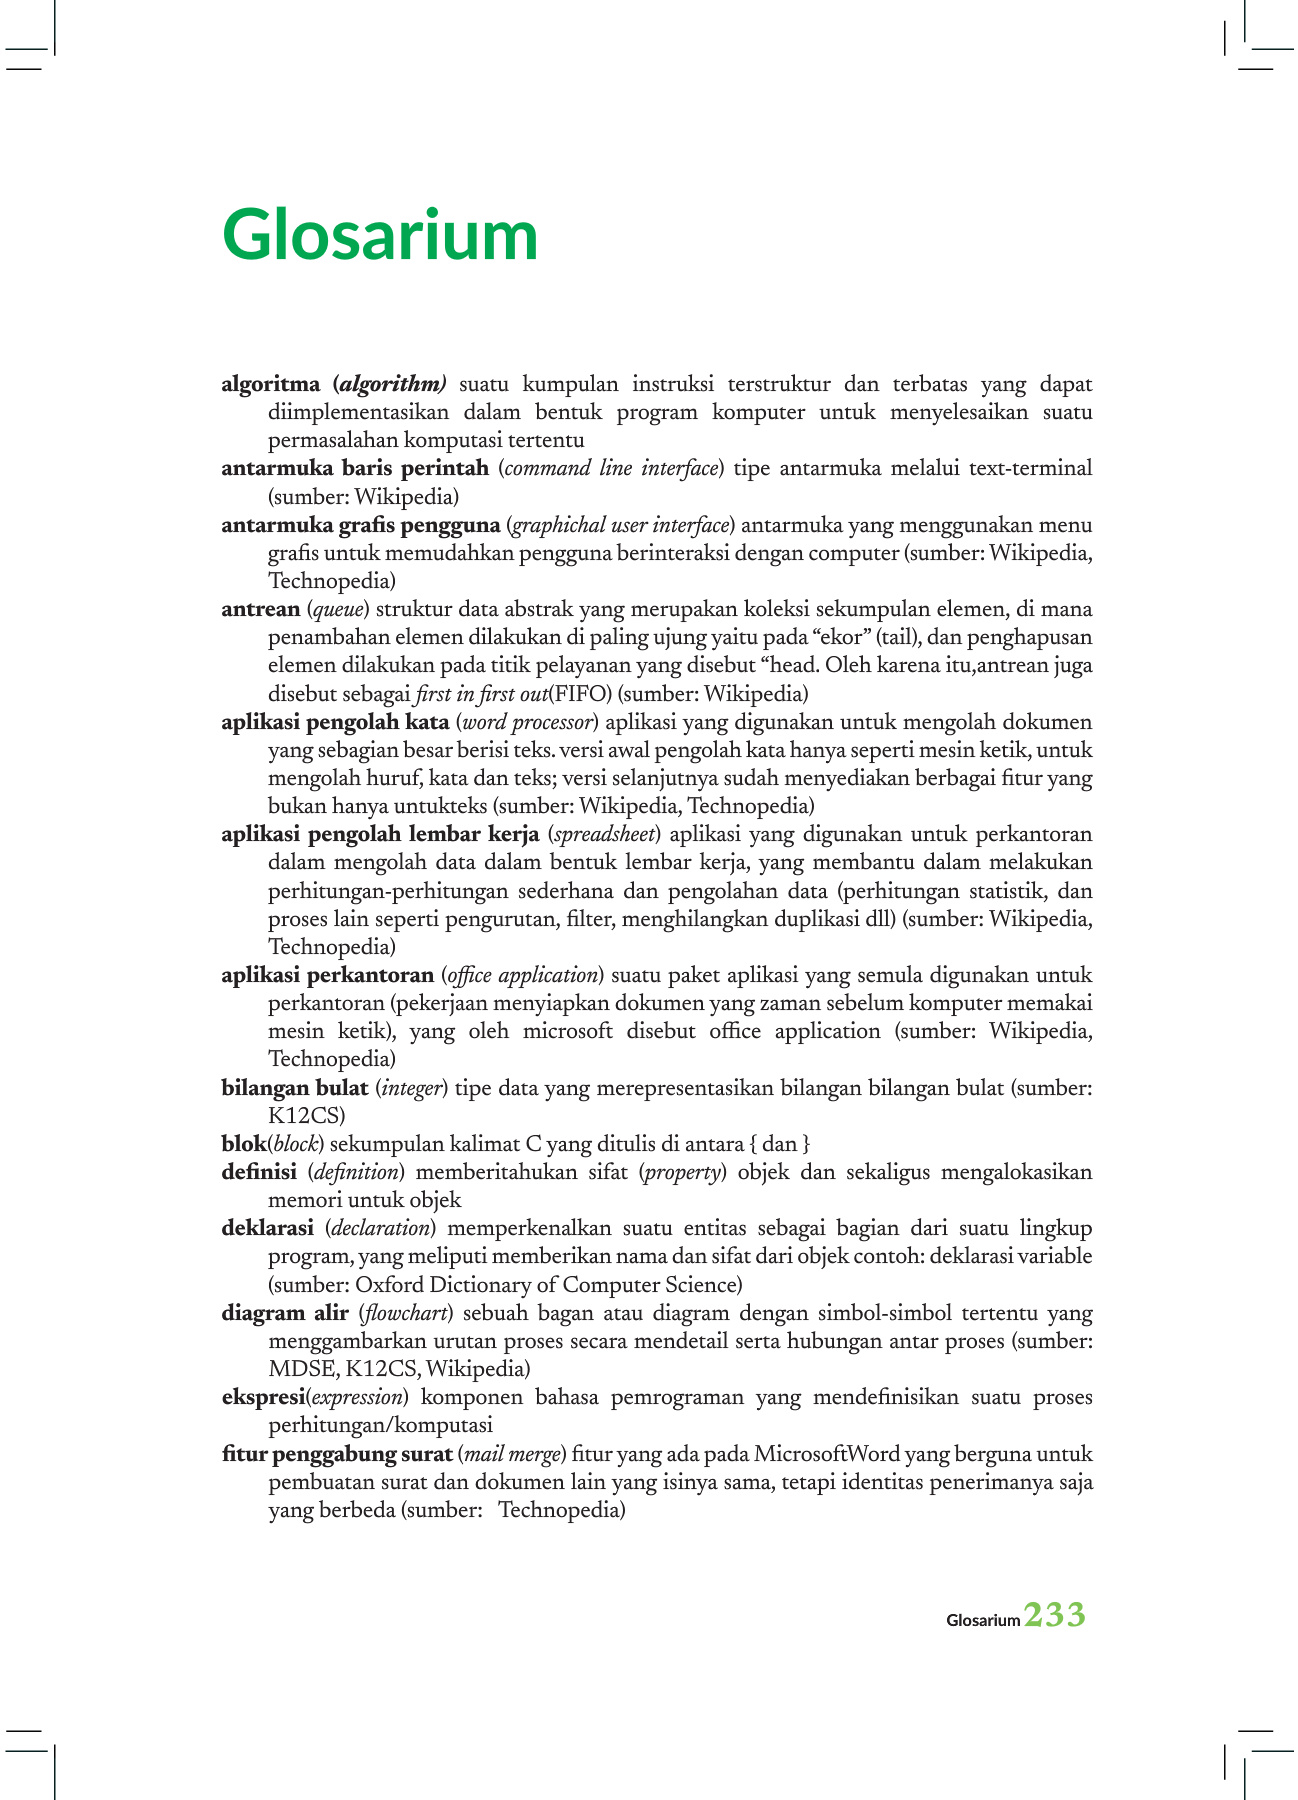 Glosarium
algoritma (algorithm) suatu kumpulan instruksi terstruktur dan terbatas yang dapat
diimplementasikan dalam bentuk program komputer untuk menyelesaikan suatu
permasalahan komputasi tertentu
antarmuka baris perintah (command line interface) tipe antarmuka melalui text-terminal
(sumber: Wikipedia)
antarmuka grafis pengguna (graphichal user interface) antarmuka yang menggunakan menu
grafis untuk memudahkan pengguna berinteraksi dengan computer (sumber: Wikipedia,
Technopedia)
antrean (queue) struktur data abstrak yang merupakan koleksi sekumpulan elemen, di mana
penambahan elemen dilakukan di paling ujung yaitu pada “ekor” (tail), dan penghapusan
elemen dilakukan pada titik pelayanan yang disebut “head. Oleh karena itu,antrean juga
disebut sebagai first in first out(FIFO) (sumber: Wikipedia)
aplikasi pengolah kata (word processor) aplikasi yang digunakan untuk mengolah dokumen
yang sebagian besar berisi teks. versi awal pengolah kata hanya seperti mesin ketik, untuk
mengolah huruf, kata dan teks; versi selanjutnya sudah menyediakan berbagai fitur yang
bukan hanya untukteks (sumber: Wikipedia, Technopedia)
aplikasi pengolah lembar kerja (spreadsheet) aplikasi yang digunakan untuk perkantoran
dalam mengolah data dalam bentuk lembar kerja, yang membantu dalam melakukan
perhitungan-perhitungan sederhana dan pengolahan data (perhitungan statistik, dan
proses lain seperti pengurutan, filter, menghilangkan duplikasi dll) (sumber: Wikipedia,
Technopedia)
aplikasi perkantoran (office application) suatu paket aplikasi yang semula digunakan untuk
perkantoran (pekerjaan menyiapkan dokumen yang zaman sebelum komputer memakai
mesin ketik), yang oleh microsoft disebut office application (sumber: Wikipedia,
Technopedia)
bilangan bulat (integer) tipe data yang merepresentasikan bilangan bilangan bulat (sumber:
K12CS)
blok(block) sekumpulan kalimat C yang ditulis di antara { dan }
definisi (definition) memberitahukan sifat (property) objek dan sekaligus mengalokasikan
memori untuk objek
deklarasi (declaration) memperkenalkan suatu entitas sebagai bagian dari suatu lingkup
program, yang meliputi memberikan nama dan sifat dari objek contoh: deklarasi variable
(sumber: Oxford Dictionary of Computer Science)
diagram alir (flowchart) sebuah bagan atau diagram dengan simbol-simbol tertentu yang
menggambarkan urutan proses secara mendetail serta hubungan antar proses (sumber:
MDSE, K12CS, Wikipedia)
ekspresi(expression) komponen bahasa pemrograman yang mendefinisikan suatu proses
perhitungan/komputasi
fitur penggabung surat (mail merge) fitur yang ada pada MicrosoftWord yang berguna untuk
pembuatan surat dan dokumen lain yang isinya sama, tetapi identitas penerimanya saja
yang berbeda (sumber: Technopedia)
Glosarium 233